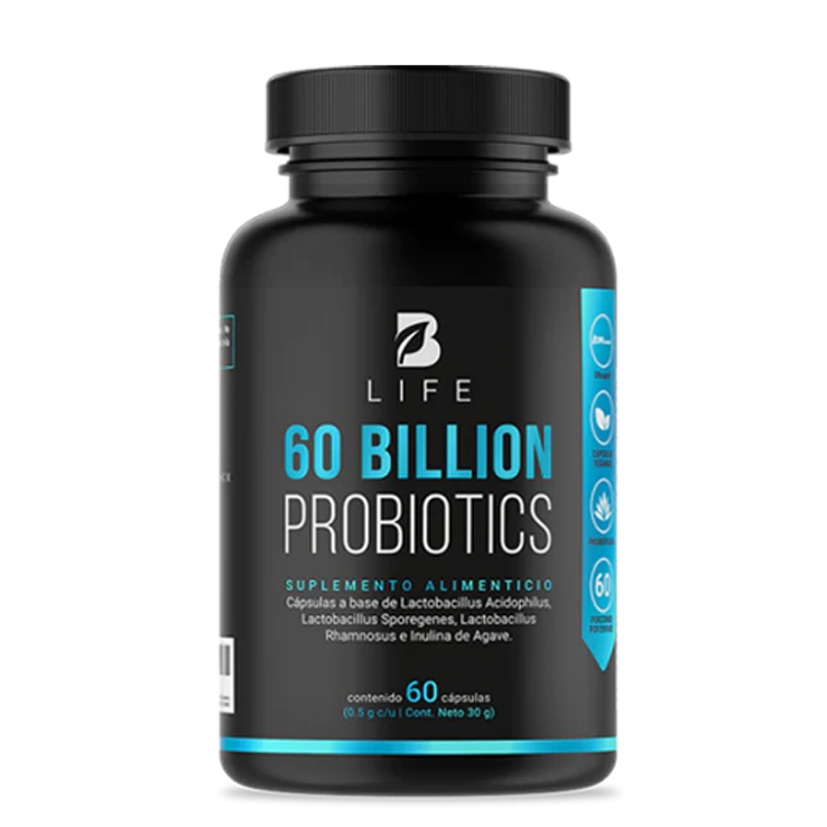 B
LIFE
60 BILLION
PROBIOTICS
SUPLEMENTO ALIMENTICIO
Cápsulas a base de Lactobacillus Acidophilus,
Lactobacillus Sporegenes, Lactobacillus
Rhamnosus e Inulina de Agave.
contenido 60 cápsulas
(0.5 g c/u | Cont. Neto 30 g)
CÁPSULAS
60